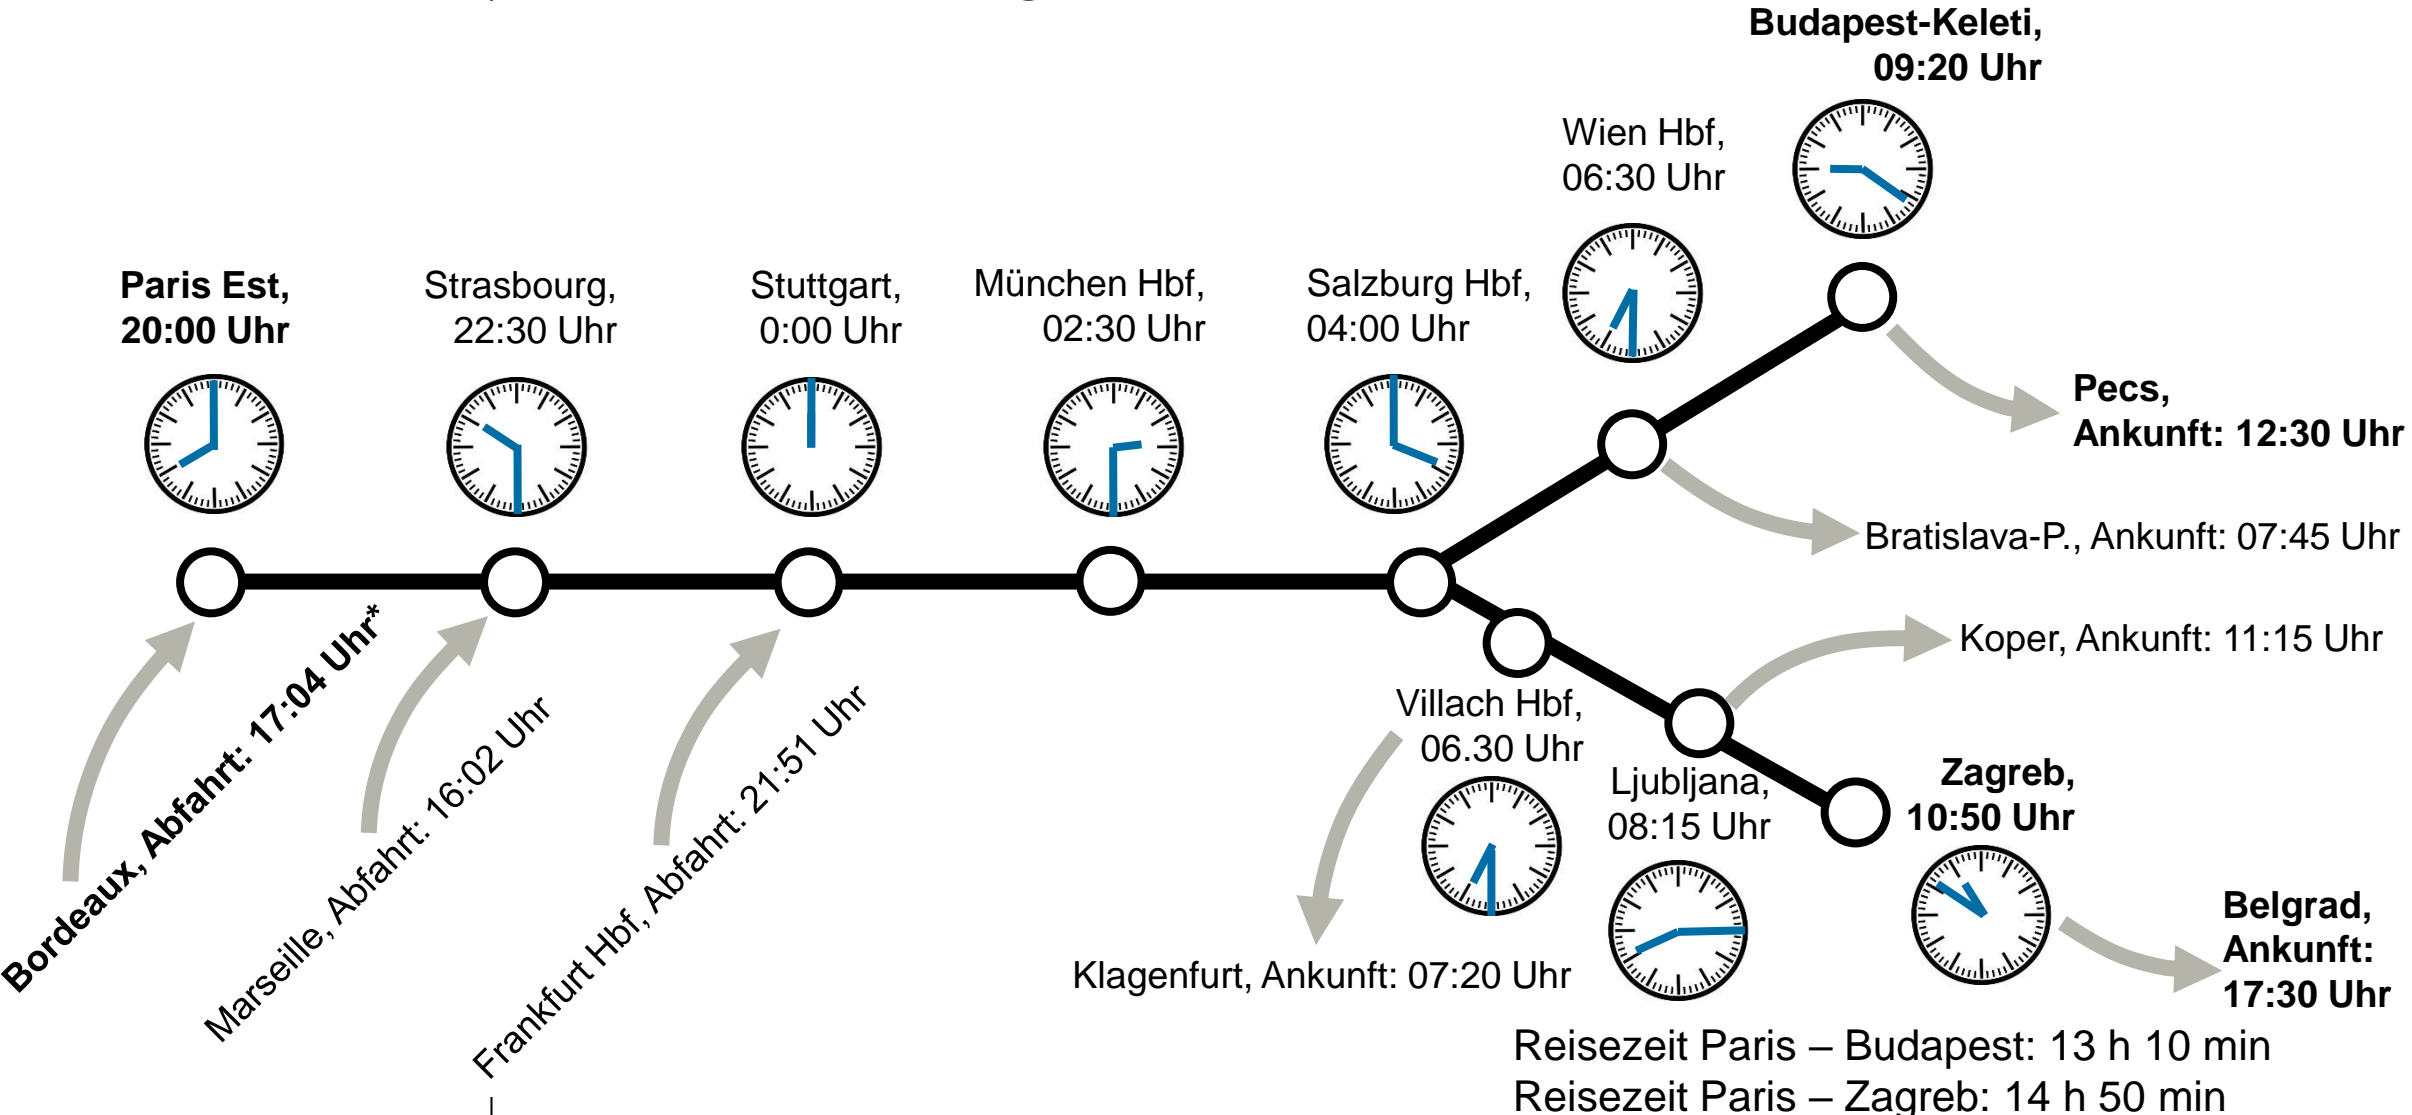 Budapest-Keleti,
09:20 Uhr
Wien Hbf,
06:30 Uhr
Paris Est,
20:00 Uhr
Strasbourg,
22:30 Uhr
Stuttgart,
0:00 Uhr
München Hbf,
02:30 Uhr
Salzburg Hbf,
04:00 Uhr
Pecs,
Ankunft: 12:30 Uhr
Bratislava-P., Ankunft: 07:45 Uhr
Koper, Ankunft: 11:15 Uhr
Bordeaux, Abfahrt: 17:04 Uhr*
Marseille, Abfahrt: 16:02 Uhr
Frankfurt Hbf, Abfahrt: 21:51 Uhr
Villach Hbf,
06.30 Uhr
Ljubljana,
08:15 Uhr
Zagreb,
10:50 Uhr
Klagenfurt, Ankunft: 07:20 Uhr
Belgrad,
Ankunft:
17:30 Uhr
Reisezeit Paris – Budapest: 13 h 10 min
Reisezeit Paris – Zagreb: 14 h 50 min